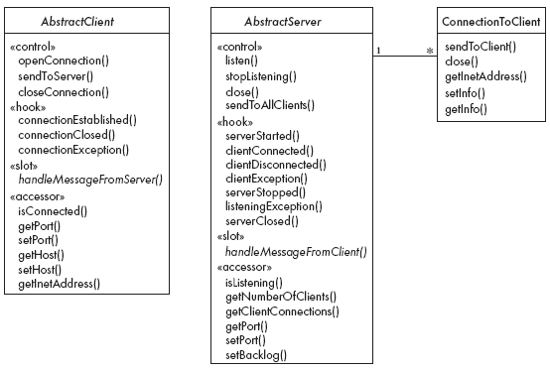 AbstractClient
«control»
openConnection()
sendToServer()
closeConnection()
«hook»
connectionEstablished()
connectionClosed()
connectionException()
«slot»
handleMessageFromServer()
«accessor»
isConnected()
getPort()
setPort()
getHost()
setHost()
getInetAddress()
AbstractServer
«control»
listen()
stopListening()
close()
sendToAllClients()
«hook»
serverStarted()
clientConnected()
clientDisconnected()
clientException()
serverStopped()
listeningException()
serverClosed()
«slot»
handleMessageFromClient()
«accessor»
isListening()
getNumberOfClients()
getClientConnections()
getPort()
setPort()
setBacklog()
1
*
ConnectionToClient
sendToClient()
close()
getInetAddress()
setInfo()
getInfo()